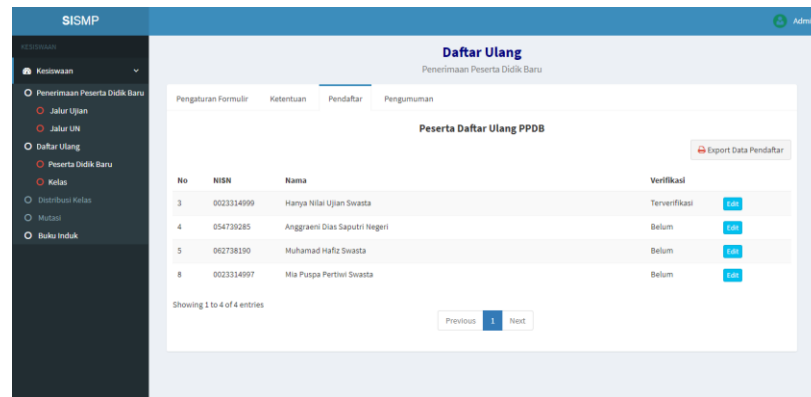 SISMP
Admi
KESISWAAN
Kesiswaan
Penerimaan Peserta Didik Baru
Jalur Ujian
Jalur UN
Daftar Ulang
Peserta Didik Baru
Kelas
Distribusi Kelas
Mutasi
Buku Induk
Daftar Ulang
Penerimaan Peserta Didik Baru
Pengaturan Formulir Ketentuan Pendaftar Pengumuman
Peserta Daftar Ulang PPDB
Export Data Pendaftar
No NISN Nama Verifikasi
3 0023314999 Hanya Nilai Ujian Swasta Terverifikasi Edit
4 054739285 Anggraeni Dias Saputri Negeri Belum Edit
5 062738190 Muhamad Hafiz Swasta Belum Edit
8 0023314997 Mia Puspa Pertiwi Swasta Belum Edit
Showing 1 to 4 of 4 entries
Previous 1 Next